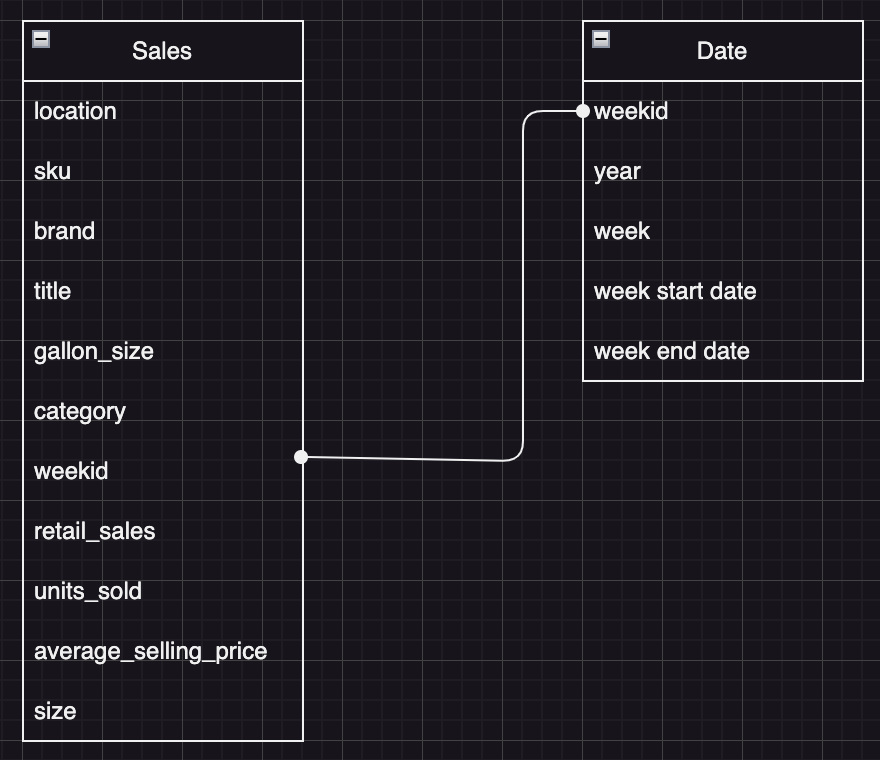 Sales
location
sku
brand
title
gallon_size
category
weekid
retail_sales
units_sold
average_selling_price
size
Date
weekid
year
week
week start date
week end date